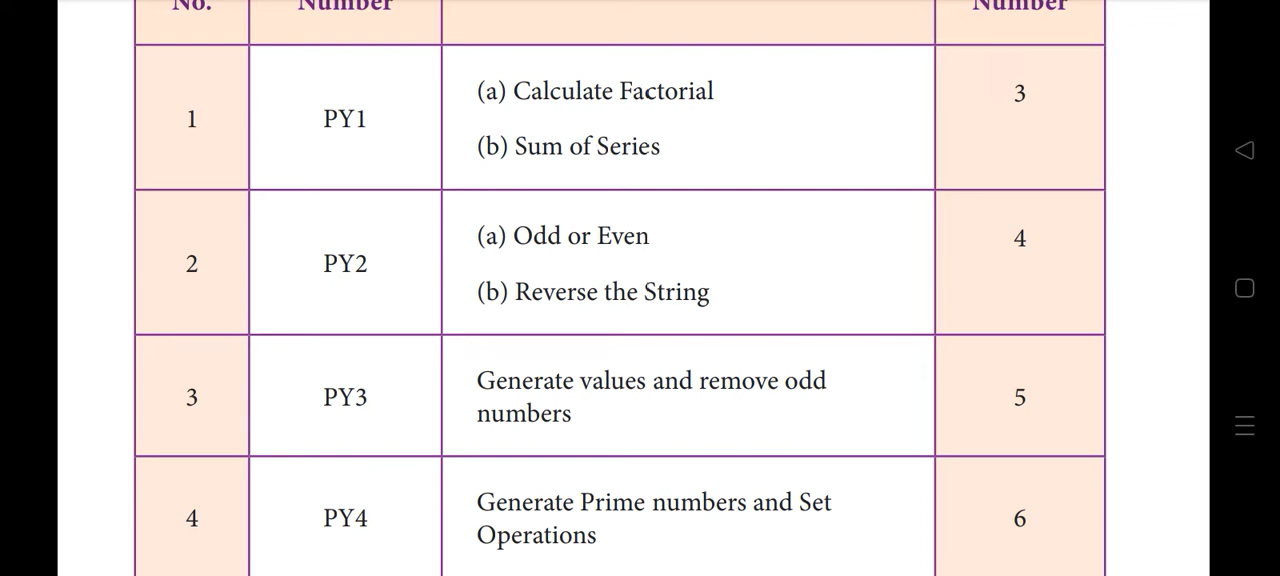 No.
Number
Number
1
PY1
(a) Calculate Factorial
(b) Sum of Series
3
2
PY2
(a) Odd or Even
(b) Reverse the String
4
3
PY3
Generate values and remove odd
numbers
5
4
PY4
Generate Prime numbers and Set
Operations
6